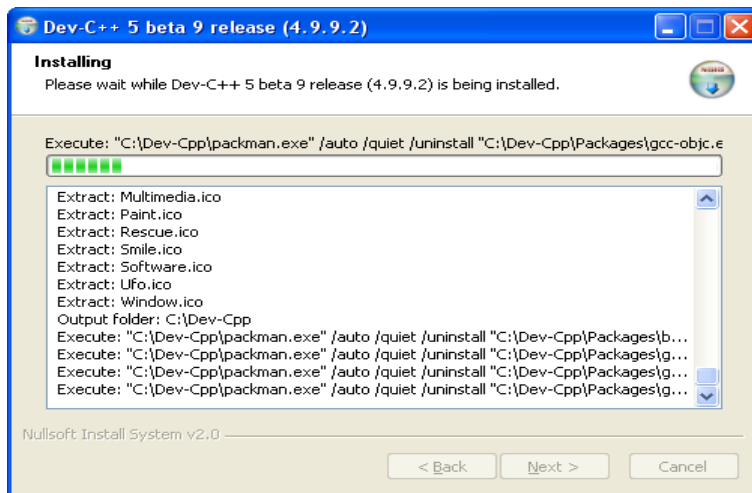 Dev-C++ 5 beta 9 release (4.9.9.2)
Installing
Please wait while Dev-C++ 5 beta 9 release (4.9.9.2) is being installed.
Execute: "C:\Dev-Cpp\packman.exe" /auto /quiet /uninstall "C:\Dev-Cpp\Packages\gcc-objc.e
Extract: Multimedia.ico
Extract: Paint.ico
Extract: Rescue.ico
Extract: Smile.ico
Extract: Software.ico
Extract: Ufo.ico
Extract: Window.ico
Output folder: C:\Dev-Cpp
Execute: "C:\Dev-Cpp\packman.exe" /auto /quiet /uninstall "C:\Dev-Cpp\Packages\b...
Execute: "C:\Dev-Cpp\packman.exe" /auto /quiet /uninstall "C:\Dev-Cpp\Packages\g...
Execute: "C:\Dev-Cpp\packman.exe" /auto /quiet /uninstall "C:\Dev-Cpp\Packages\g...
Execute: "C:\Dev-Cpp\packman.exe" /auto /quiet /uninstall "C:\Dev-Cpp\Packages\g...
Nullsoft Install System v2.0
< Back Next > Cancel